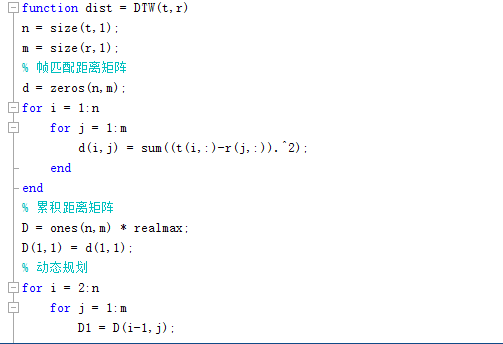 function dist = DTW(t,r)
n = size(t,1);
m = size(r,1);
% 帧匹配距离矩阵
d = zeros(n,m);
for i = 1:n
for j = 1:m
d(i,j) = sum((t(i,:)-r(j,:)).^2);
end
end
% 累积距离矩阵
D = ones(n,m) * realmax;
D(1,1) = d(1,1);
% 动态规划
for i = 2:n
for j = 1:m
D1 = D(i-1,j);